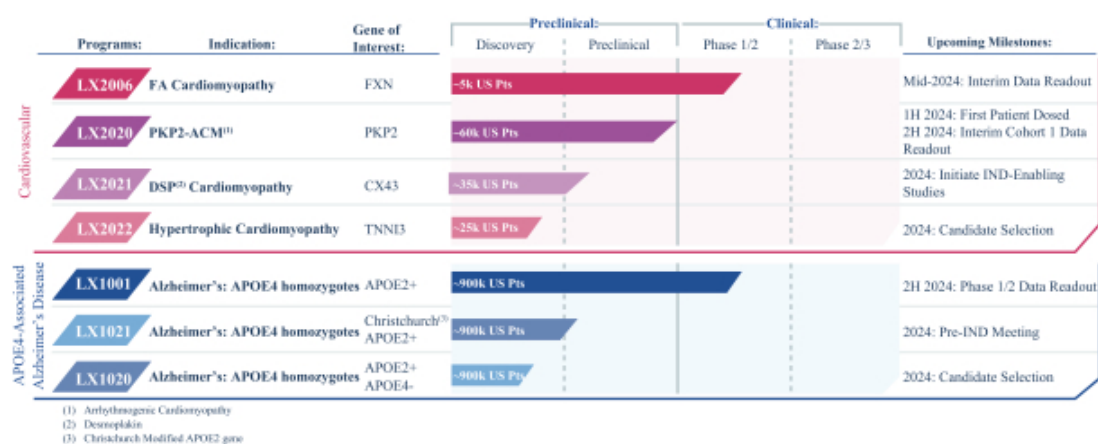 Preclinical: Clinical:
Programs: Indication: Gene of Interest: Discovery Preclinical Phase 1/2 Phase 2/3 Upcoming Milestones:
Cardiovascular
LX2006 FA Cardiomyopathy FXN ~5k US Pts Mid-2024: Interim Data Readout
LX2020 PKP2-ACM(1) PKP2 ~60k US Pts 1H 2024: First Patient Dosed
2H 2024: Interim Cohort 1 Data
Readout
LX2021 DSP(2) Cardiomyopathy CX43 ~35k US Pts 2024: Initiate IND-Enabling
Studies
LX2022 Hypertrophic Cardiomyopathy TNNI3 ~25k US Pts 2024: Candidate Selection
APOE4-Associated
Alzheimer's Disease
LX1001 Alzheimer's: APOE4 homozygotes APOE2+ ~900k US Pts 2H 2024: Phase 1/2 Data Readout
LX1021 Alzheimer's: APOE4 homozygotes Christchurch(3) ~900k US Pts 2024: Pre-IND Meeting
APOE2+
LX1020 Alzheimer's: APOE4 homozygotes APOE2+ ~900k US Pts 2024: Candidate Selection
APOE4-
(1) Arrhythmogenic Cardiomyopathy
(2) Desmoplakin
(3) Christchurch Modified APOE2 gene